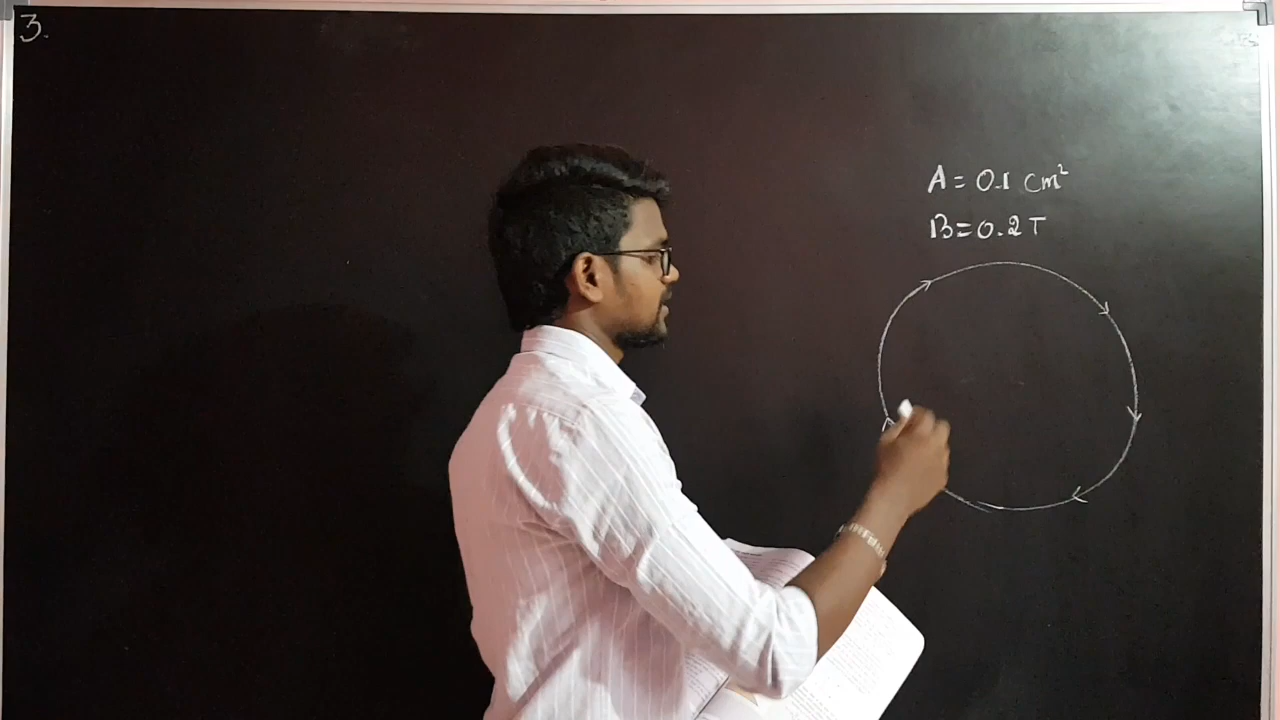 3.
A = 0.1 cm²
B = 0.2 T